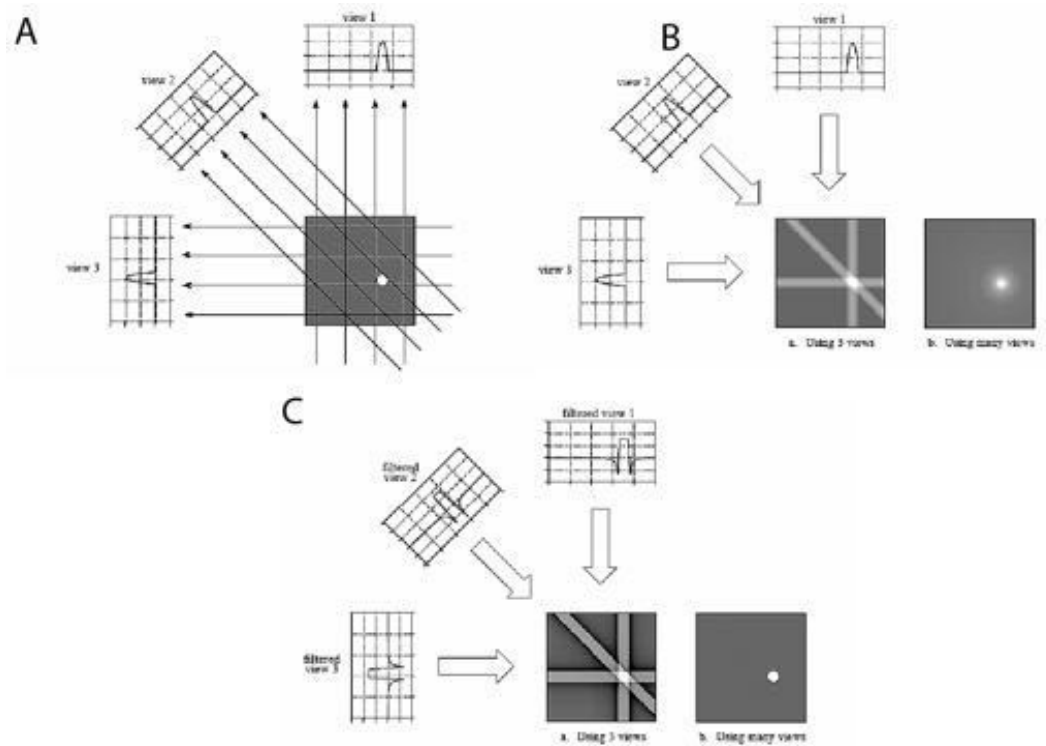 A
view 1
view 2
view 3
B
view 1
view 2
view 3
a. Using 3 views
b. Using many views
C
filtered view 1
filtered
view 2
filtered
view 3
a. Using 3 views
b. Using many views